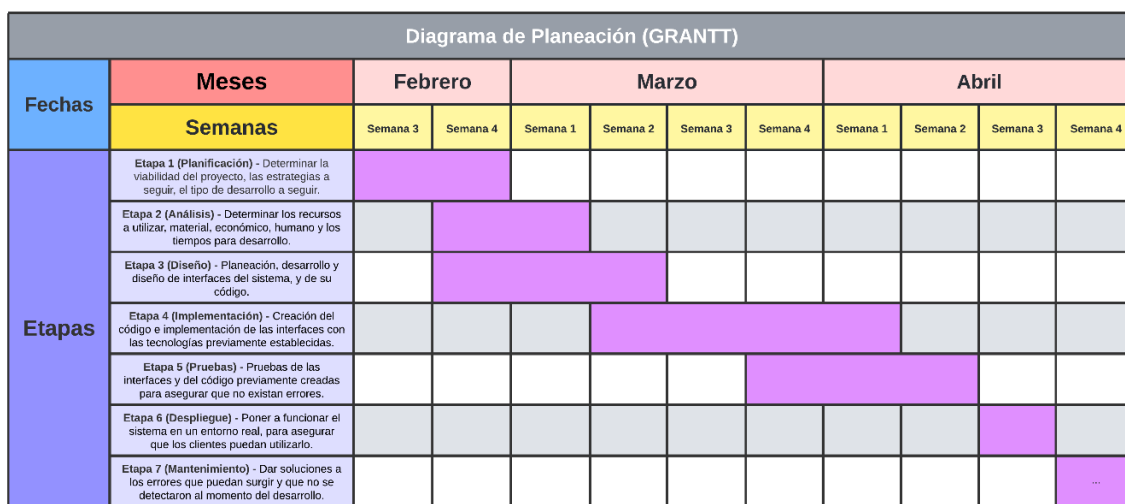 Diagrama de Planeación (GRANTT)
Fechas
Meses
Febrero
Marzo
Abril
Semanas
Semana 3
Semana 4
Semana 1
Semana 2
Semana 3
Semana 4
Semana 1
Semana 2
Semana 3
Semana 4
Etapas
Etapa 1 (Planificación) - Determinar la
viabilidad del proyecto, las estrategias a
seguir, el tipo de desarrollo a seguir.
Etapa 2 (Análisis) - Determinar los recursos
a utilizar, material, económico, humano y los
tiempos para desarrollo.
Etapa 3 (Diseño) - Planeación, desarrollo y
diseño de interfaces del sistema, y de su
código.
Etapa 4 (Implementación) - Creación del
código e implementación de las interfaces con
las tecnologías previamente establecidas.
Etapa 5 (Pruebas) - Pruebas de las
interfaces y del código previamente creadas
para asegurar que no existan errores.
Etapa 6 (Despliegue) - Poner a funcionar el
sistema en un entorno real, para asegurar
que los clientes puedan utilizarlo.
Etapa 7 (Mantenimiento) - Dar soluciones a
los errores que puedan surgir y que no se
detectaron al momento del desarrollo.
...